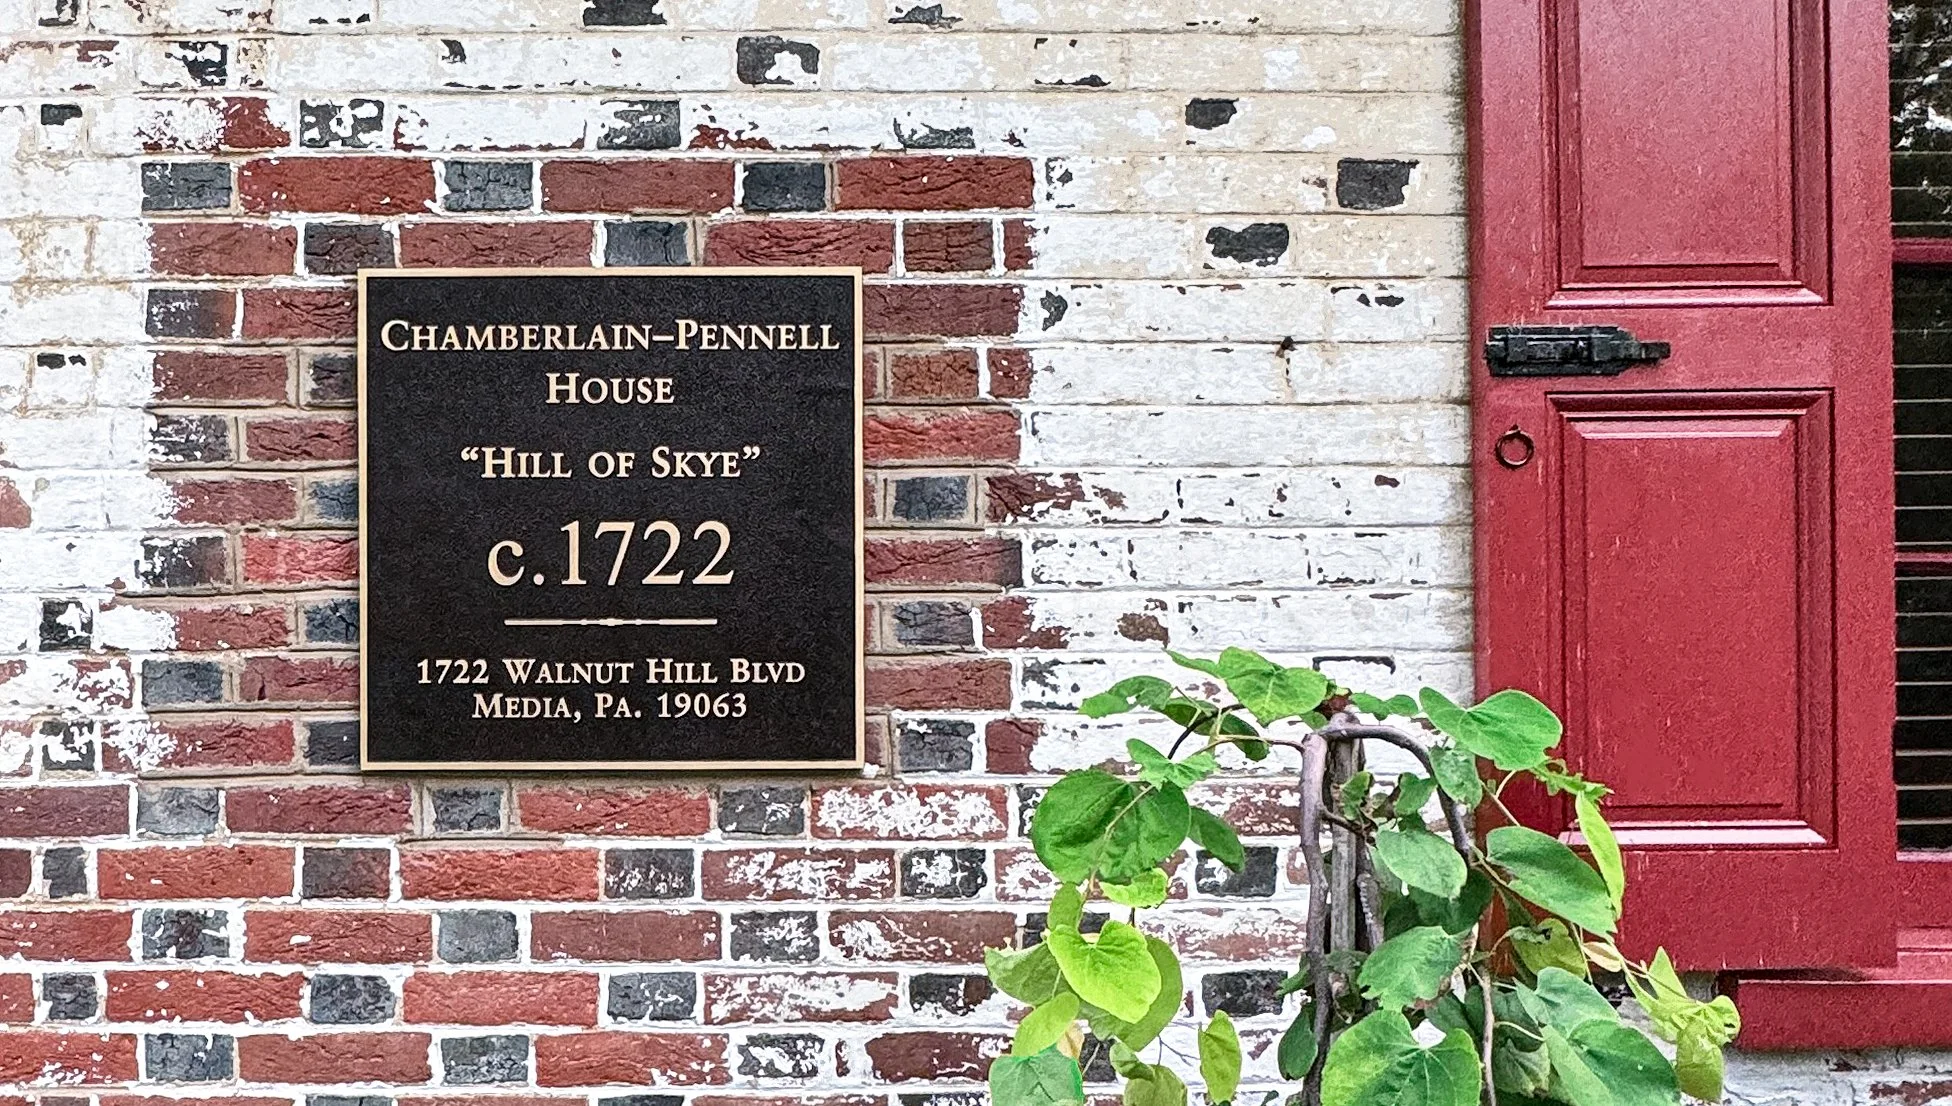 CHAMBERLAIN–PENNELL
HOUSE
“HILL OF SKYE”
c.1722
1722 WALNUT HILL BLVD
MEDIA, PA. 19063